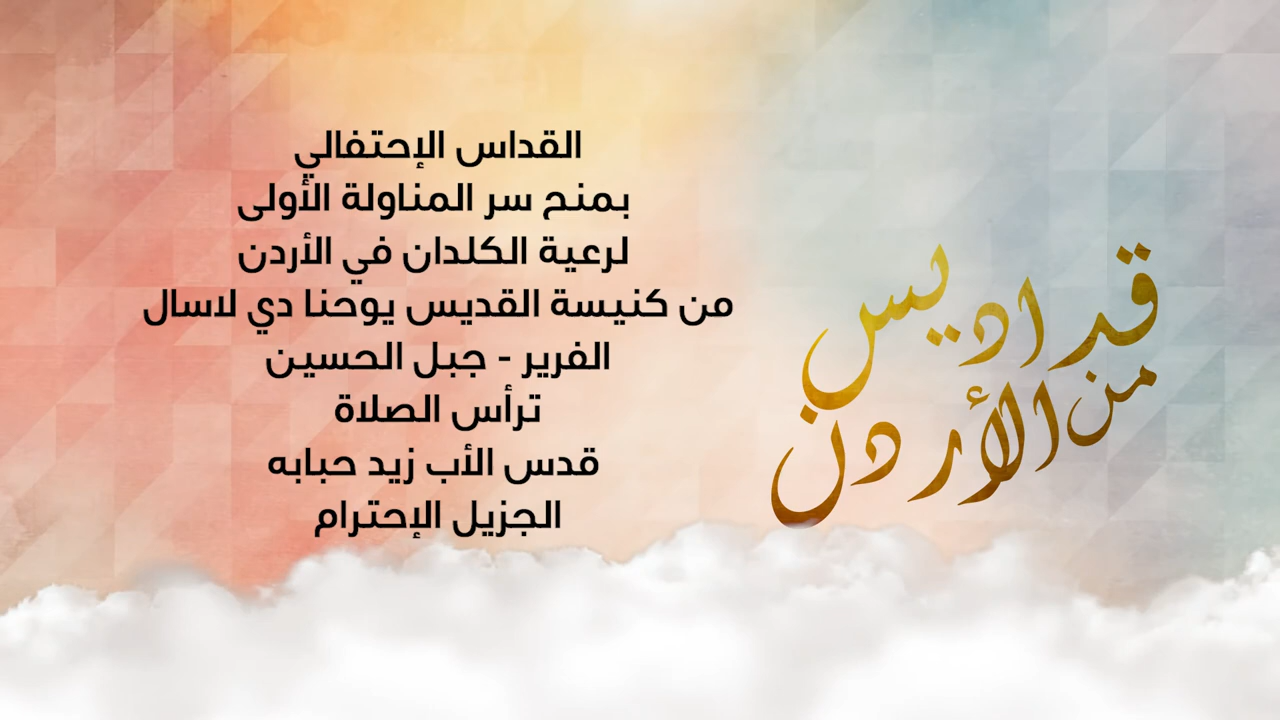 القداس الإحتفالي
بمنح سر المناولة الأولى
لرعية الكلدان في الأردن
من كنيسة القديس يوحنا دي لاسال
الفرير - جبل الحسين
ترأس الصلاة
قدس الأب زيد حبابه
الجزيل الإحترام
قداديس
من الأردن